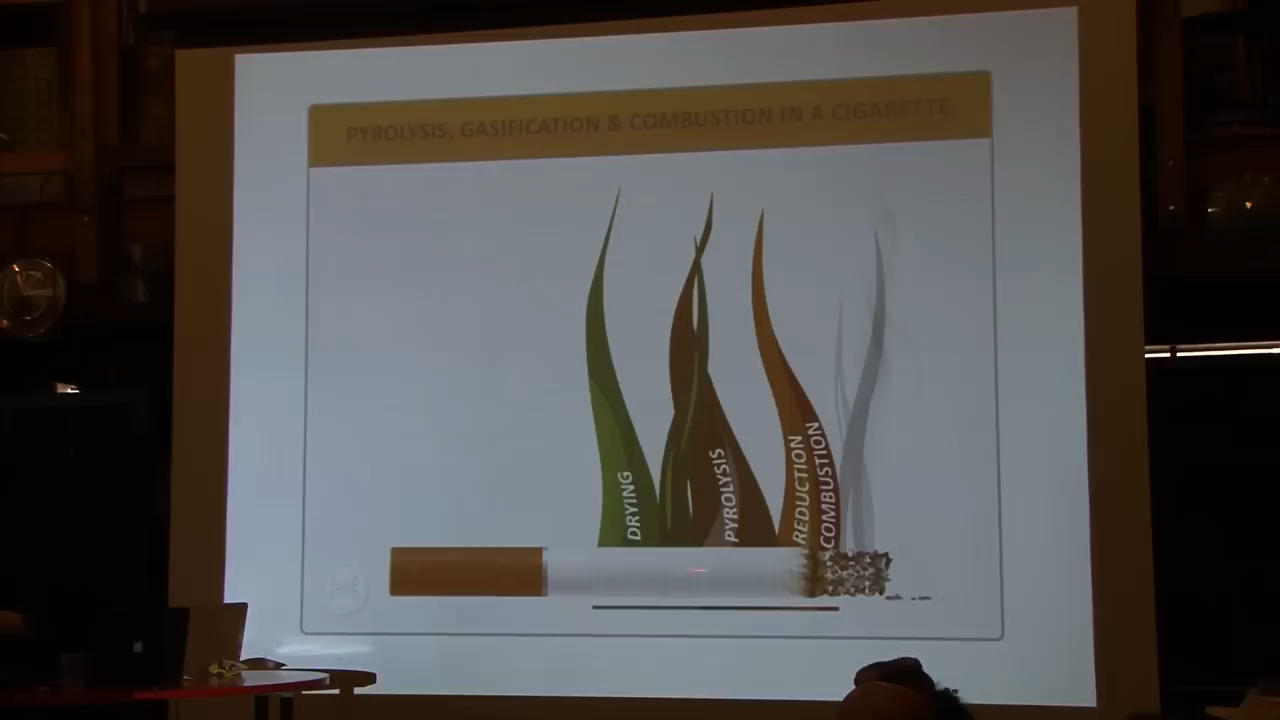 PYROLYSIS, GASIFICATION & COMBUSTION IN A CIGARETTE
DRYING
PYROLYSIS
REDUCTION
COMBUSTION